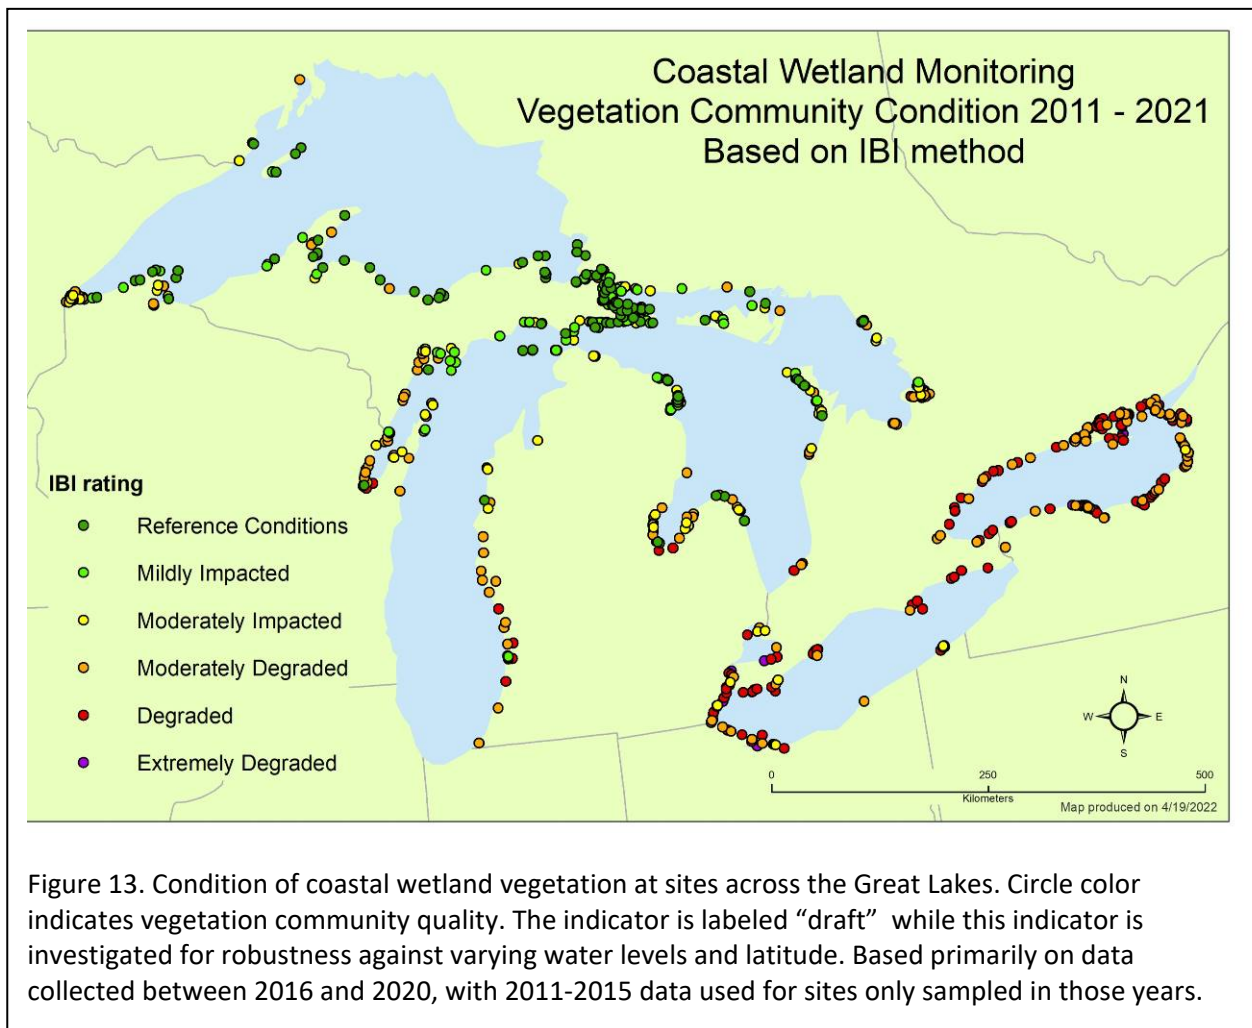 Coastal Wetland Monitoring
Vegetation Community Condition 2011 - 2021
Based on IBI method
IBI rating
Reference Conditions
Mildly Impacted
Moderately Impacted
Moderately Degraded
Degraded
Extremely Degraded
N
W E
S
0 250 500
Kilometers
Map produced on 4/19/2022
Figure 13. Condition of coastal wetland vegetation at sites across the Great Lakes. Circle color
indicates vegetation community quality. The indicator is labeled “draft”  while this indicator is
investigated for robustness against varying water levels and latitude. Based primarily on data
collected between 2016 and 2020, with 2011-2015 data used for sites only sampled in those years.